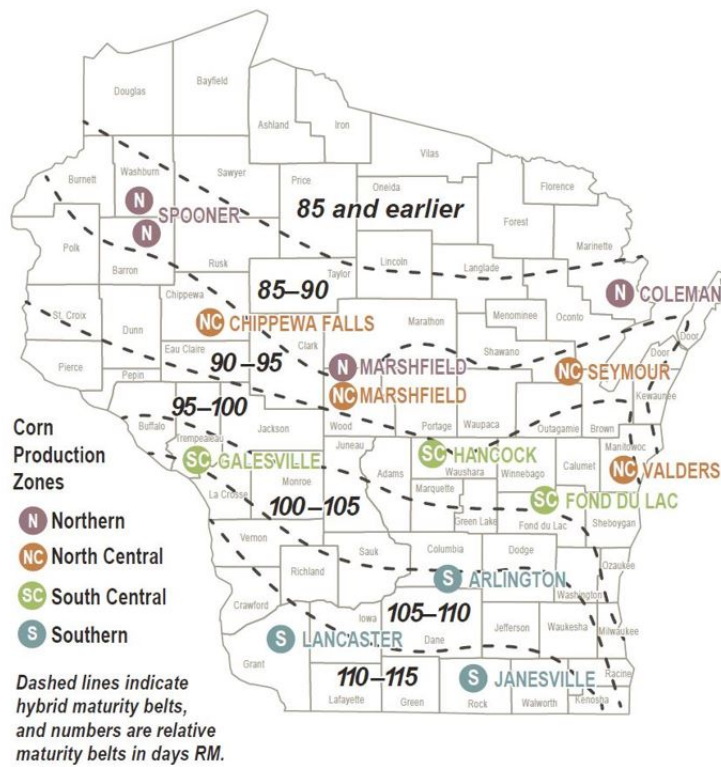 Douglas
Bayfield
Ashland
Iron
Vilas
Burnett
Washburn
Sawyer
Price
Oneida
Florence
Forest
Marinette
N
SPOONER
N
85 and earlier
Polk
Barron
Rusk
Taylor
Lincoln
Langlade
Chippewa
85–90
N
COLEMAN
St. Croix
Dunn
NC
CHIPPEWA FALLS
Marathon
Menominee
Oconto
Door
Clark
Shawano
Pierce
Pepin
Eau Claire
90–95
N
MARSHFIELD
NC
MARSHFIELD
NC
SEYMOUR
Door
Kewaunee
95–100
Buffalo
Trempealeau
Jackson
Wood
Portage
Waupaca
Outagamie
Brown
Corn
Production
Zones
SC
GALESVILLE
Juneau
Adams
SC
HANCOCK
Waushara
Winnebago
Calumet
Manitowoc
NC
VALDERS
La Crosse
Monroe
100–105
Marquette
Green Lake
SC
FOND DU LAC
Fond du Lac
Sheboygan
N
Northern
NC
North Central
SC
South Central
S
Southern
Vernon
Richland
Sauk
Columbia
Dodge
Washington
Ozaukee
S
ARLINGTON
Crawford
Iowa
105–110
Dane
Jefferson
Waukesha
Milwaukee
S
LANCASTER
Grant
110–115
Lafayette
Green
S
JANESVILLE
Rock
Walworth
Racine
Kenosha
Dashed lines indicate
hybrid maturity belts,
and numbers are relative
maturity belts in days RM.